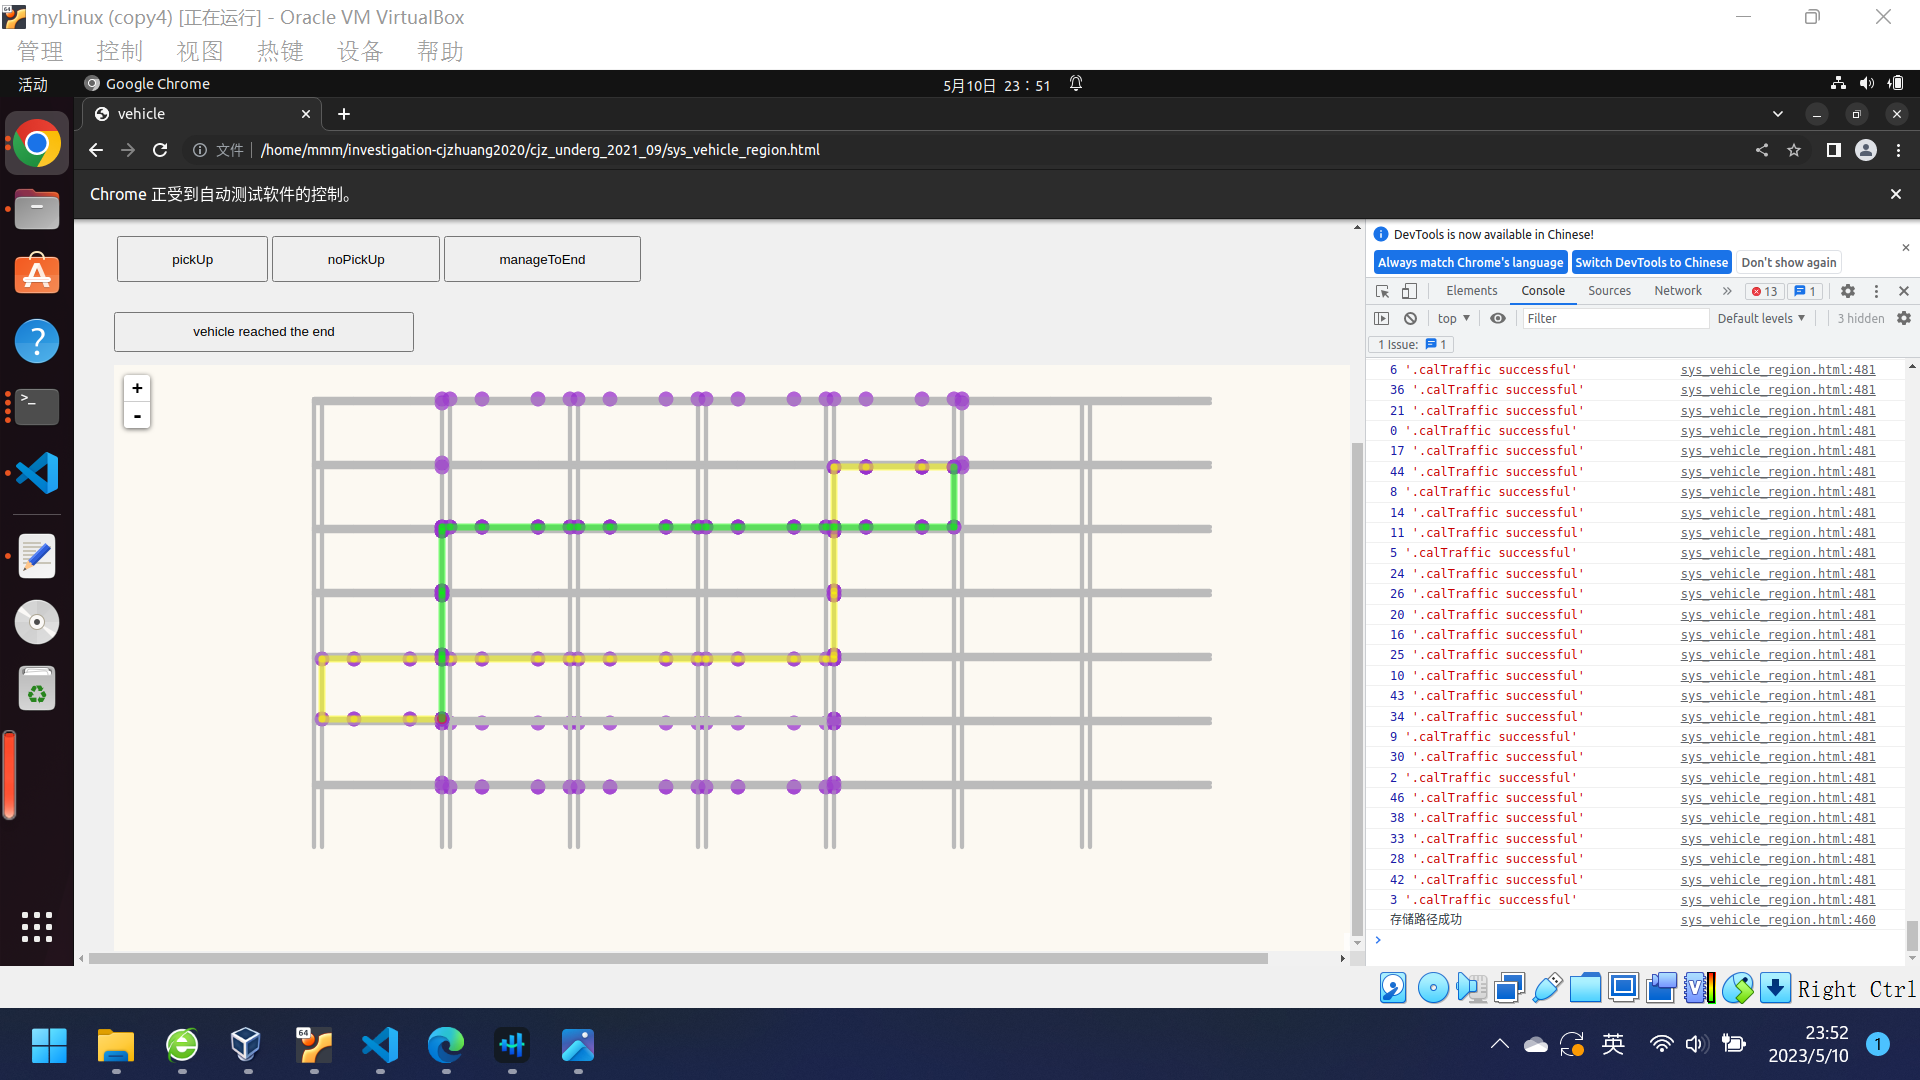 myLinux (copy4) [正在运行] - Oracle VM VirtualBox
管理 控制 视图 热键 设备 帮助
活动 Google Chrome 5月10日 23：51
vehicle
文件 /home/mmm/investigation-cjzhuang2020/cjz_underg_2021_09/sys_vehicle_region.html
Chrome 正受到自动测试软件的控制。
pickUp noPickUp manageToEnd
vehicle reached the end
+
-
DevTools is now available in Chinese!
Always match Chrome's language Switch DevTools to Chinese Don't show again
Elements Console Sources Network » 13 1
top Filter Default levels 3 hidden
1 Issue: 1
6 '.calTraffic successful' sys_vehicle_region.html:481
36 '.calTraffic successful' sys_vehicle_region.html:481
21 '.calTraffic successful' sys_vehicle_region.html:481
0 '.calTraffic successful' sys_vehicle_region.html:481
17 '.calTraffic successful' sys_vehicle_region.html:481
44 '.calTraffic successful' sys_vehicle_region.html:481
8 '.calTraffic successful' sys_vehicle_region.html:481
14 '.calTraffic successful' sys_vehicle_region.html:481
11 '.calTraffic successful' sys_vehicle_region.html:481
5 '.calTraffic successful' sys_vehicle_region.html:481
24 '.calTraffic successful' sys_vehicle_region.html:481
26 '.calTraffic successful' sys_vehicle_region.html:481
20 '.calTraffic successful' sys_vehicle_region.html:481
16 '.calTraffic successful' sys_vehicle_region.html:481
25 '.calTraffic successful' sys_vehicle_region.html:481
10 '.calTraffic successful' sys_vehicle_region.html:481
43 '.calTraffic successful' sys_vehicle_region.html:481
34 '.calTraffic successful' sys_vehicle_region.html:481
9 '.calTraffic successful' sys_vehicle_region.html:481
30 '.calTraffic successful' sys_vehicle_region.html:481
2 '.calTraffic successful' sys_vehicle_region.html:481
46 '.calTraffic successful' sys_vehicle_region.html:481
38 '.calTraffic successful' sys_vehicle_region.html:481
33 '.calTraffic successful' sys_vehicle_region.html:481
28 '.calTraffic successful' sys_vehicle_region.html:481
42 '.calTraffic successful' sys_vehicle_region.html:481
3 '.calTraffic successful' sys_vehicle_region.html:481
存储路径成功 sys_vehicle_region.html:460
Right Ctrl
64
英 23:52
2023/5/10 1